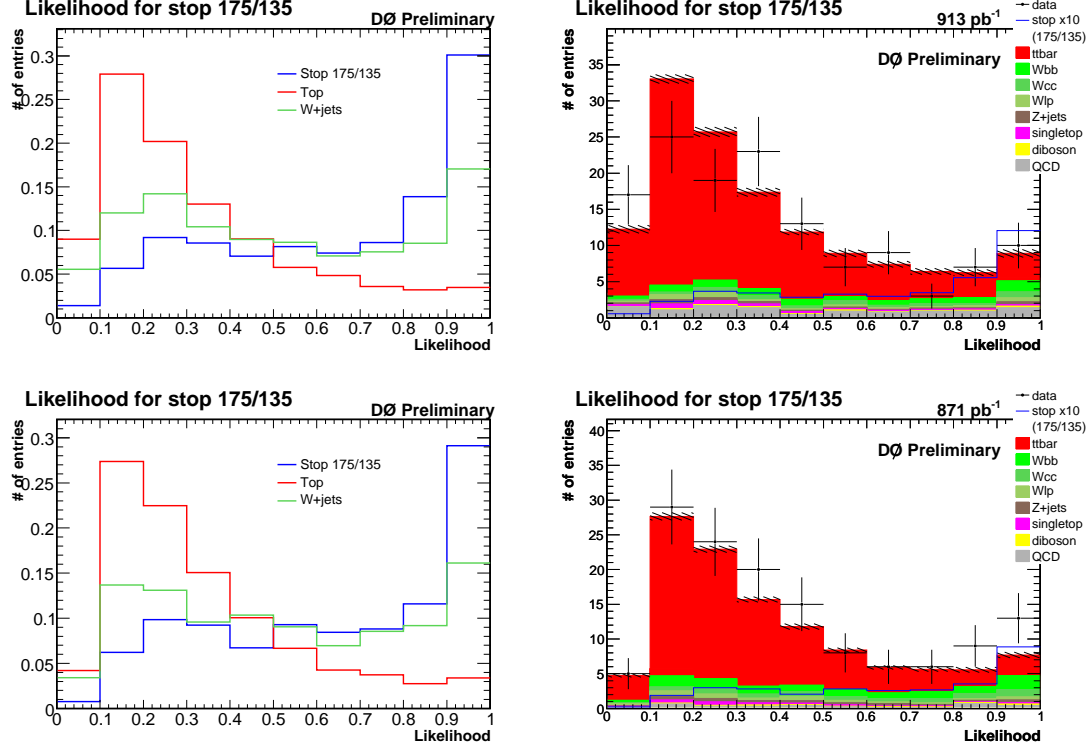 Likelihood for stop 175/135
DØ Preliminary
# of entries
0.3
0.25
0.2
0.15
0.1
0.05
0
Stop 175/135
Top
W+jets
0 0.1 0.2 0.3 0.4 0.5 0.6 0.7 0.8 0.9 1
Likelihood
Likelihood for stop 175/135
913 pb-1
DØ Preliminary
# of entries
35
30
25
20
15
10
5
0
data
stop x10
(175/135)
ttbar
Wbb
Wcc
Wlp
Z+jets
singletop
diboson
QCD
0 0.1 0.2 0.3 0.4 0.5 0.6 0.7 0.8 0.9 1
Likelihood
Likelihood for stop 175/135
DØ Preliminary
# of entries
0.3
0.25
0.2
0.15
0.1
0.05
0
Stop 175/135
Top
W+jets
0 0.1 0.2 0.3 0.4 0.5 0.6 0.7 0.8 0.9 1
Likelihood
Likelihood for stop 175/135
871 pb-1
DØ Preliminary
# of entries
40
35
30
25
20
15
10
5
0
data
stop x10
(175/135)
ttbar
Wbb
Wcc
Wlp
Z+jets
singletop
diboson
QCD
0 0.1 0.2 0.3 0.4 0.5 0.6 0.7 0.8 0.9 1
Likelihood